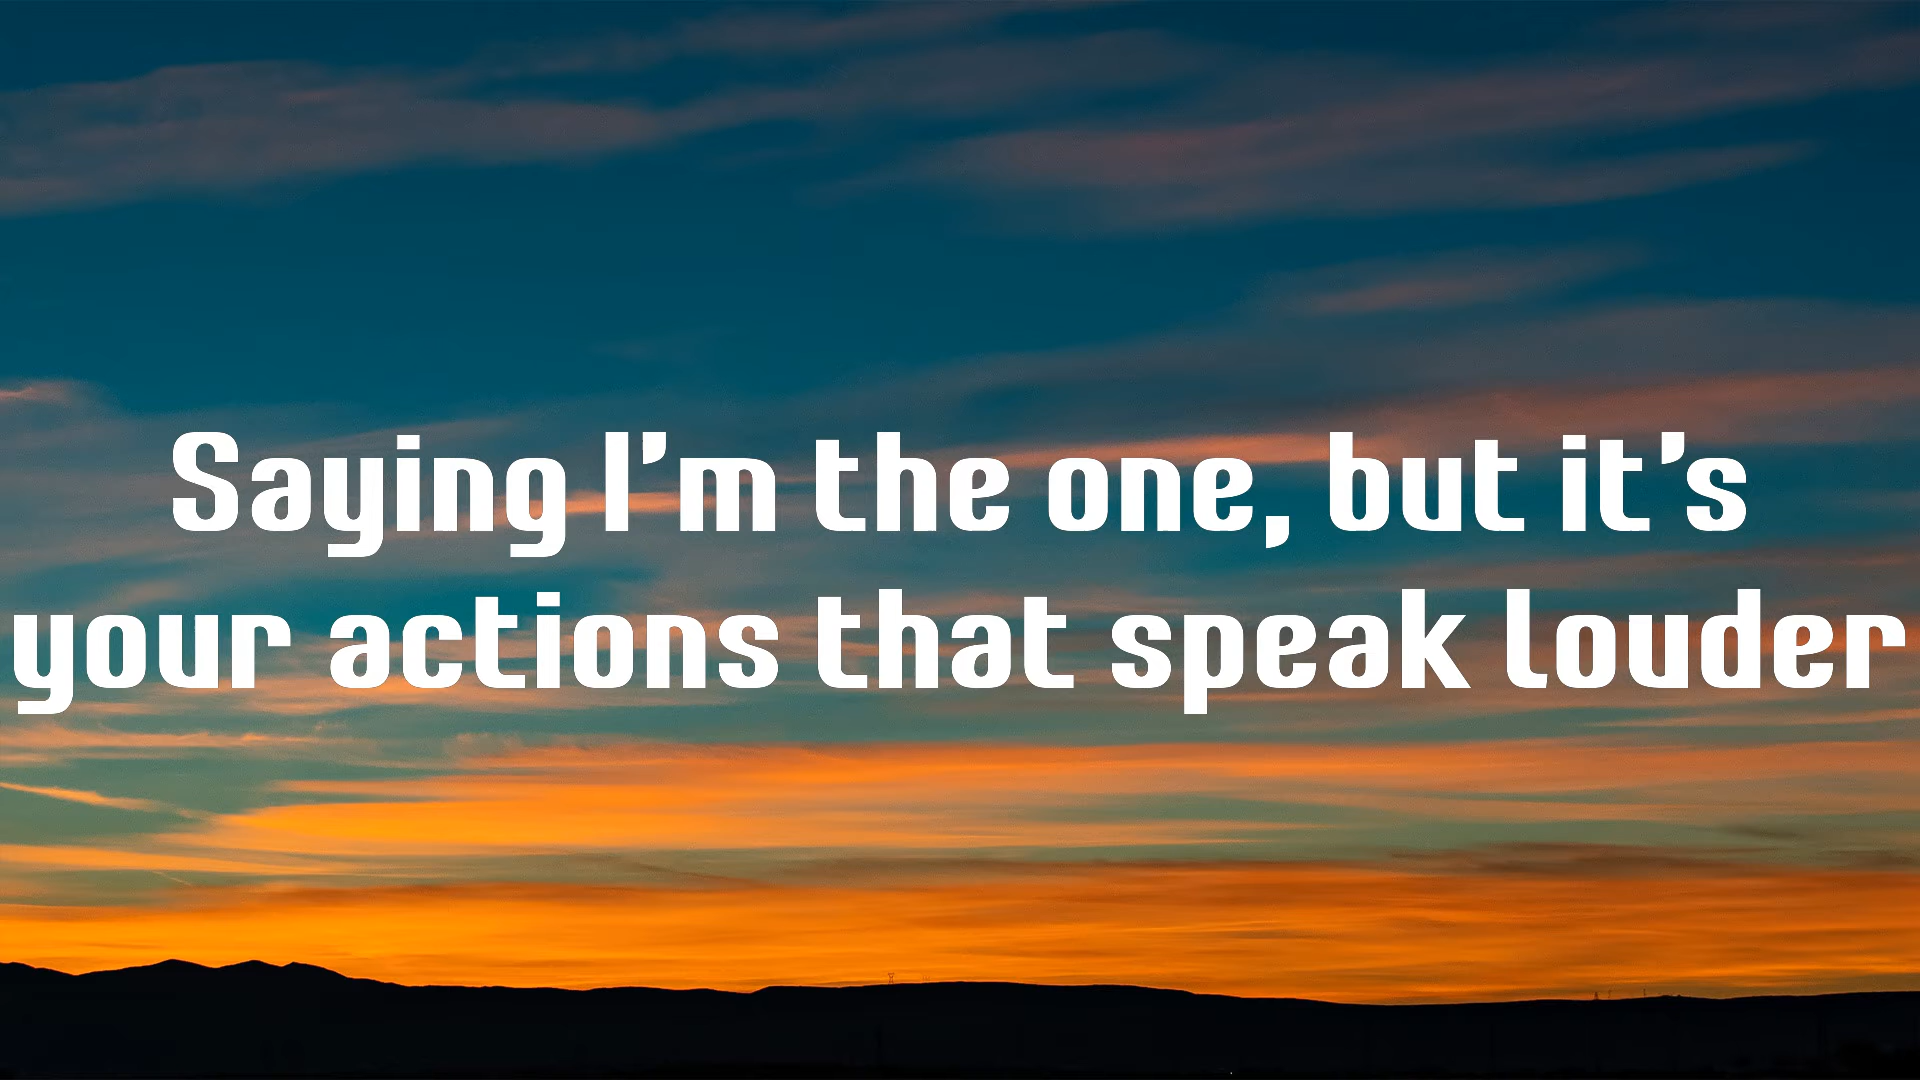 Saying I’m the one, but it’s
your actions that speak louder